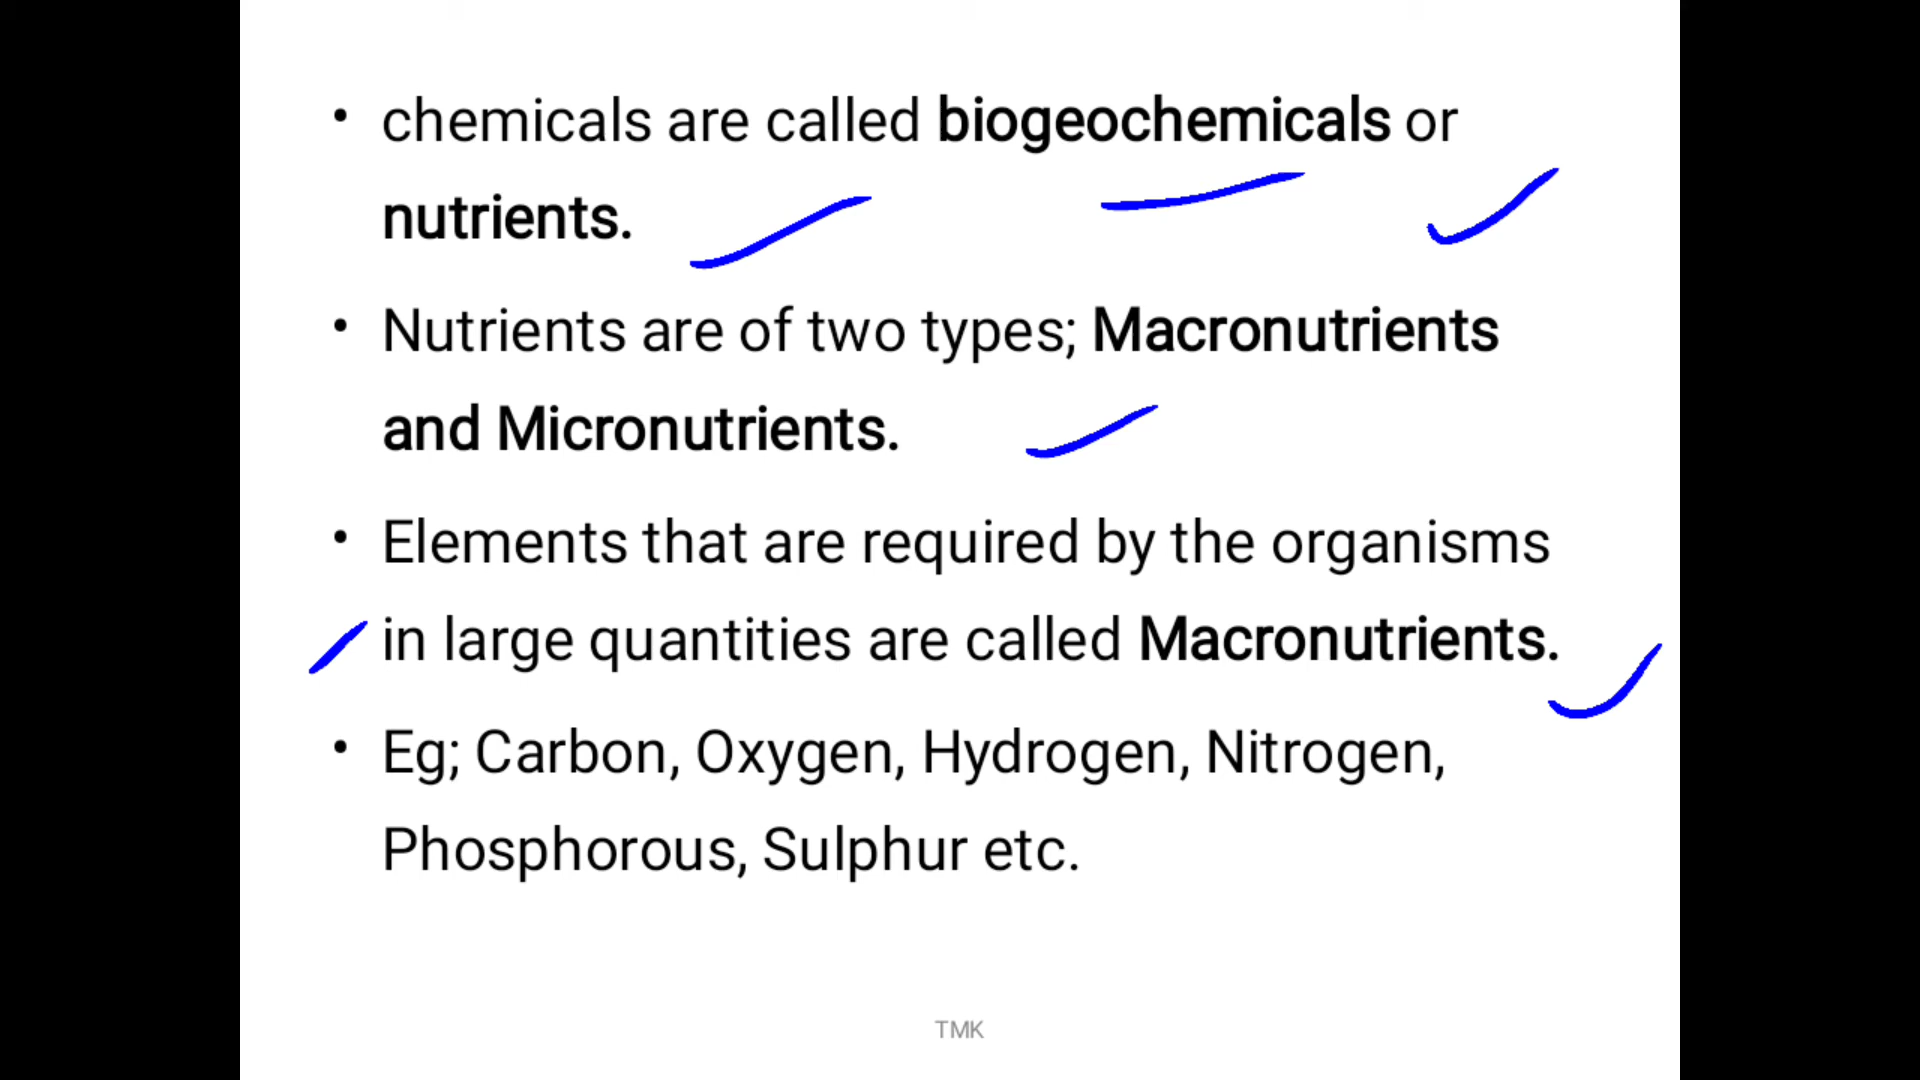 • chemicals are called biogeochemicals or
nutrients.
• Nutrients are of two types; Macronutrients
and Micronutrients.
• Elements that are required by the organisms
in large quantities are called Macronutrients.
• Eg; Carbon, Oxygen, Hydrogen, Nitrogen,
Phosphorous, Sulphur etc.
TMK